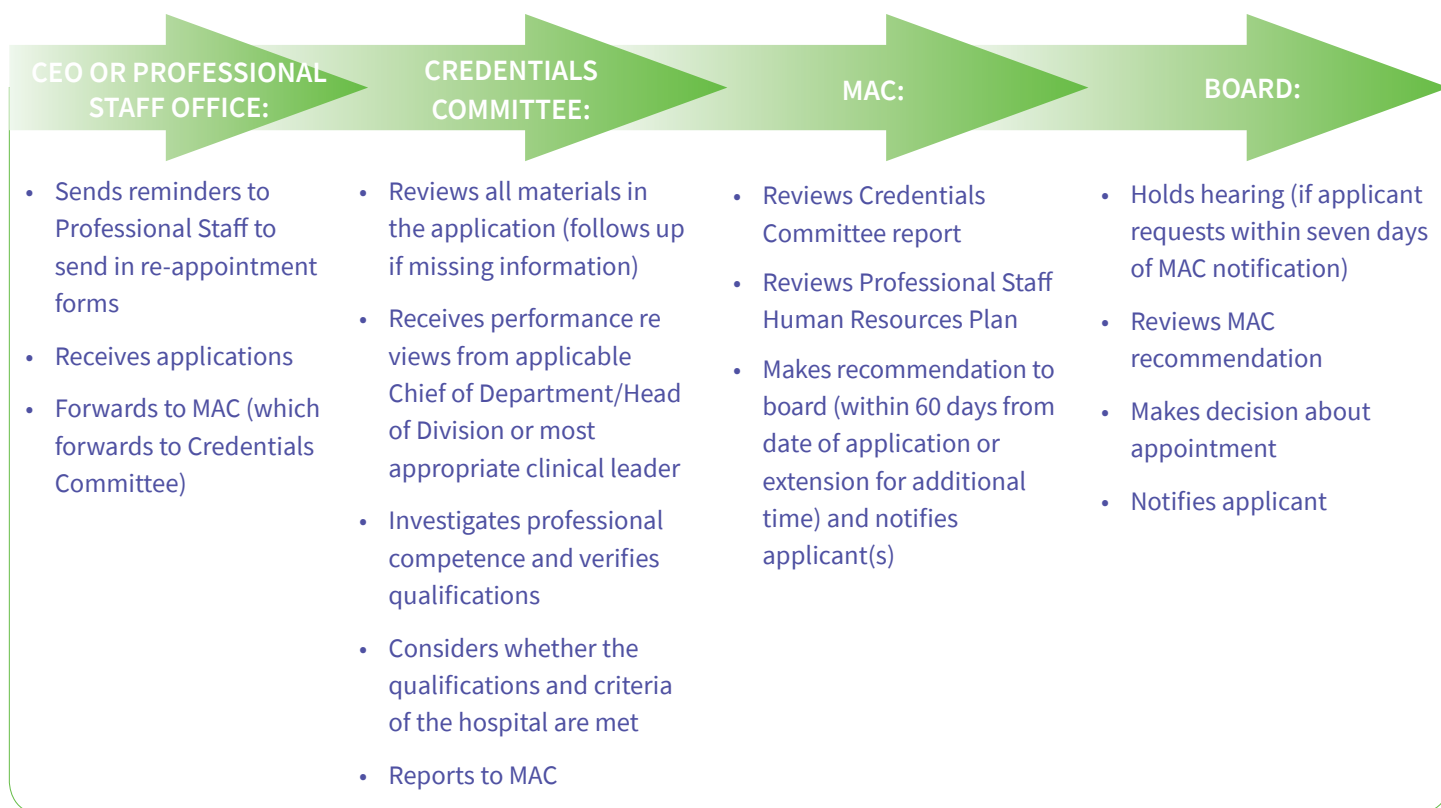 CEO OR PROFESSIONAL
STAFF OFFICE:
• Sends reminders to
Professional Staff to
send in re-appointment
forms
• Receives applications
• Forwards to MAC (which
forwards to Credentials
Committee)
CREDENTIALS
COMMITTEE:
• Reviews all materials in
the application (follows up
if missing information)
• Receives performance re
views from applicable
Chief of Department/Head
of Division or most
appropriate clinical leader
• Investigates professional
competence and verifies
qualifications
• Considers whether the
qualifications and criteria
of the hospital are met
• Reports to MAC
MAC:
• Reviews Credentials
Committee report
• Reviews Professional Staff
Human Resources Plan
• Makes recommendation to
board (within 60 days from
date of application or
extension for additional
time) and notifies
applicant(s)
BOARD:
• Holds hearing (if applicant
requests within seven days
of MAC notification)
• Reviews MAC
recommendation
• Makes decision about
appointment
• Notifies applicant